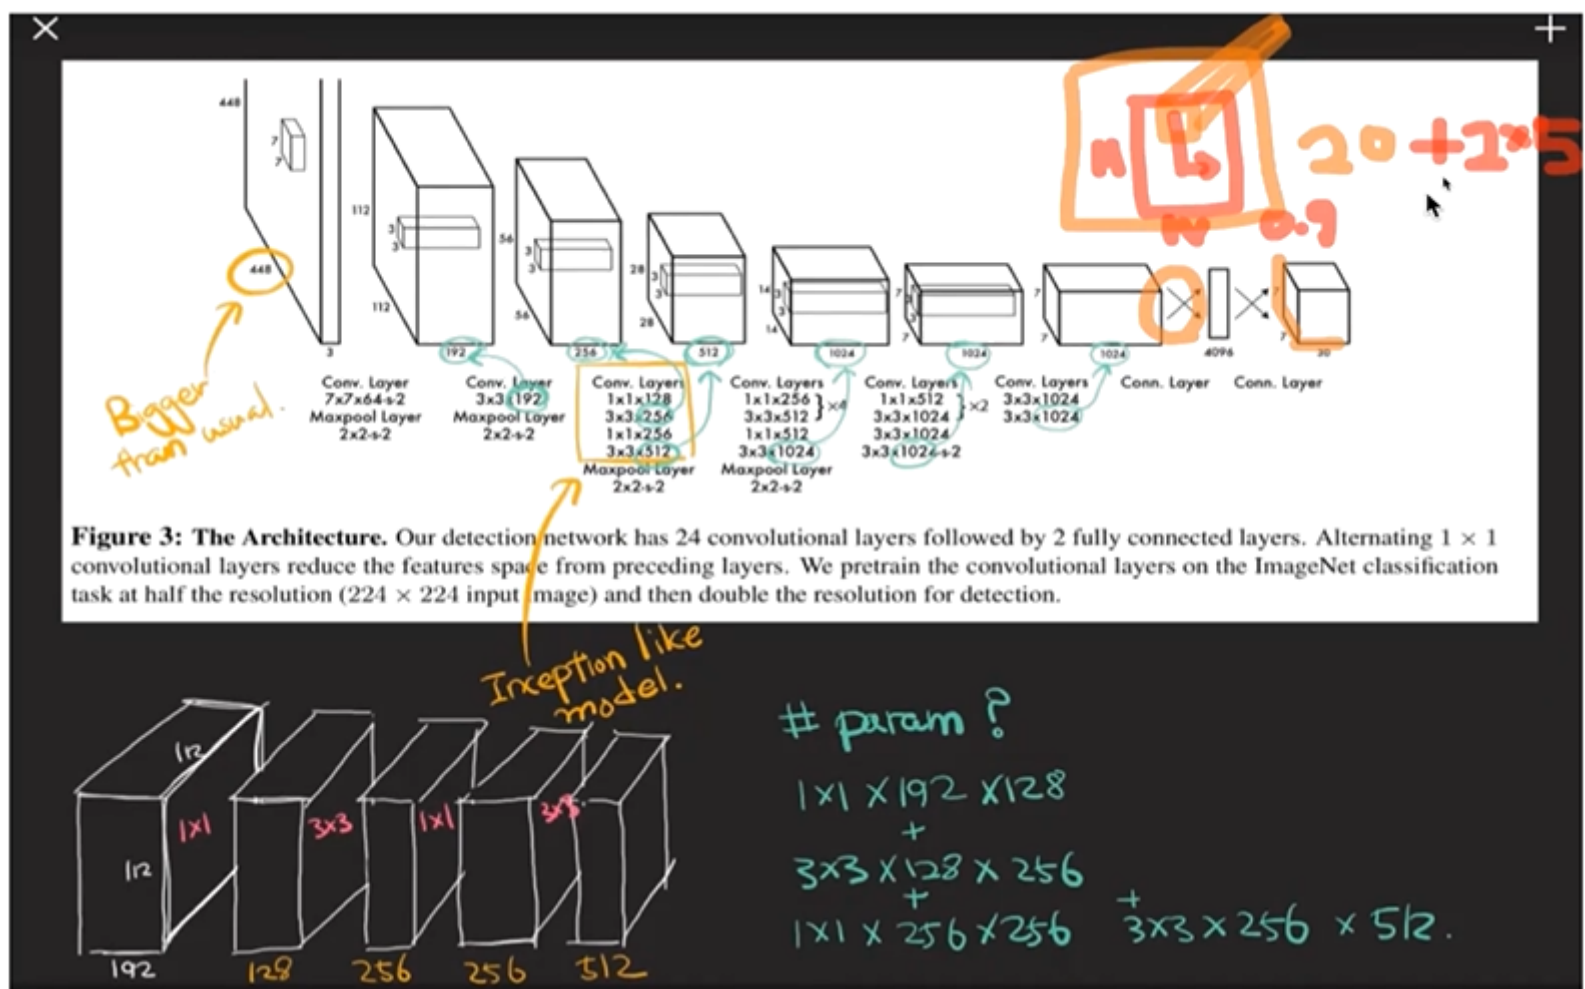 20 + 2*5
n
b
w
0.9
448
7
7
448
3
112
3
3
112
192
56
3
3
56
256
28
3
3
28
512
14
3
3
14
1024
7
3
3
7
1024
7
7
1024
4096
7
7
30
Conv. Layer
7x7x64-s-2
Maxpool Layer
2x2-s-2
Conv. Layer
3x3x192
Maxpool Layer
2x2-s-2
Conv. Layers
1x1x128
3x3x256
1x1x256
3x3x512
Maxpool Layer
2x2-s-2
Conv. Layers
1x1x256
3x3x512
}×4
1x1x512
3x3x1024
Maxpool Layer
2x2-s-2
Conv. Layers
1x1x512
3x3x1024
}×2
3x3x1024
3x3x1024-s-2
Conv. Layers
3x3x1024
3x3x1024
Conn. Layer
Conn. Layer
Bigger
than usual.
Figure 3: The Architecture. Our detection network has 24 convolutional layers followed by 2 fully connected layers. Alternating 1 × 1
convolutional layers reduce the features space from preceding layers. We pretrain the convolutional layers on the ImageNet classification
task at half the resolution (224 × 224 input image) and then double the resolution for detection.
Inception like
model.
112
112
1x1
3x3
1x1
3x3
192
128
256
256
512
# param?
1x1 x 192 x 128
+
3x3 x 128 x 256
+
1x1 x 256 x 256
+
3x3 x 256 x 512.